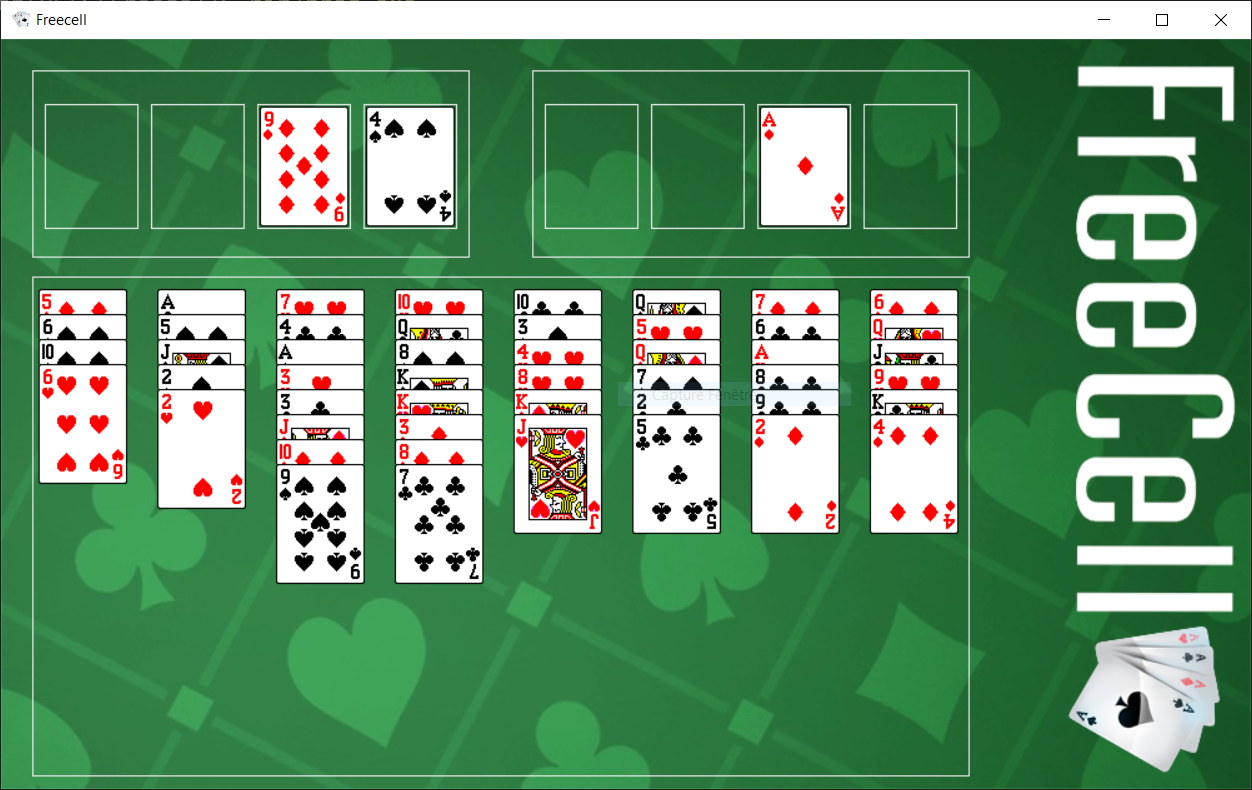 Freecell
9 4 A
9 4 A
5 A 7 10 10 Q 7 6
6 5 4 Q 3 5 6 Q
10 J A 8 4 Q A J
6 2 3 K 8 7 8 9
2 3 K K 2 9 K
Capture Fenêtre
J 3 J 5 2 4
10 8
9 7
6
2
J 5 2 4
9 7
Freecell
A
A
A
A
A